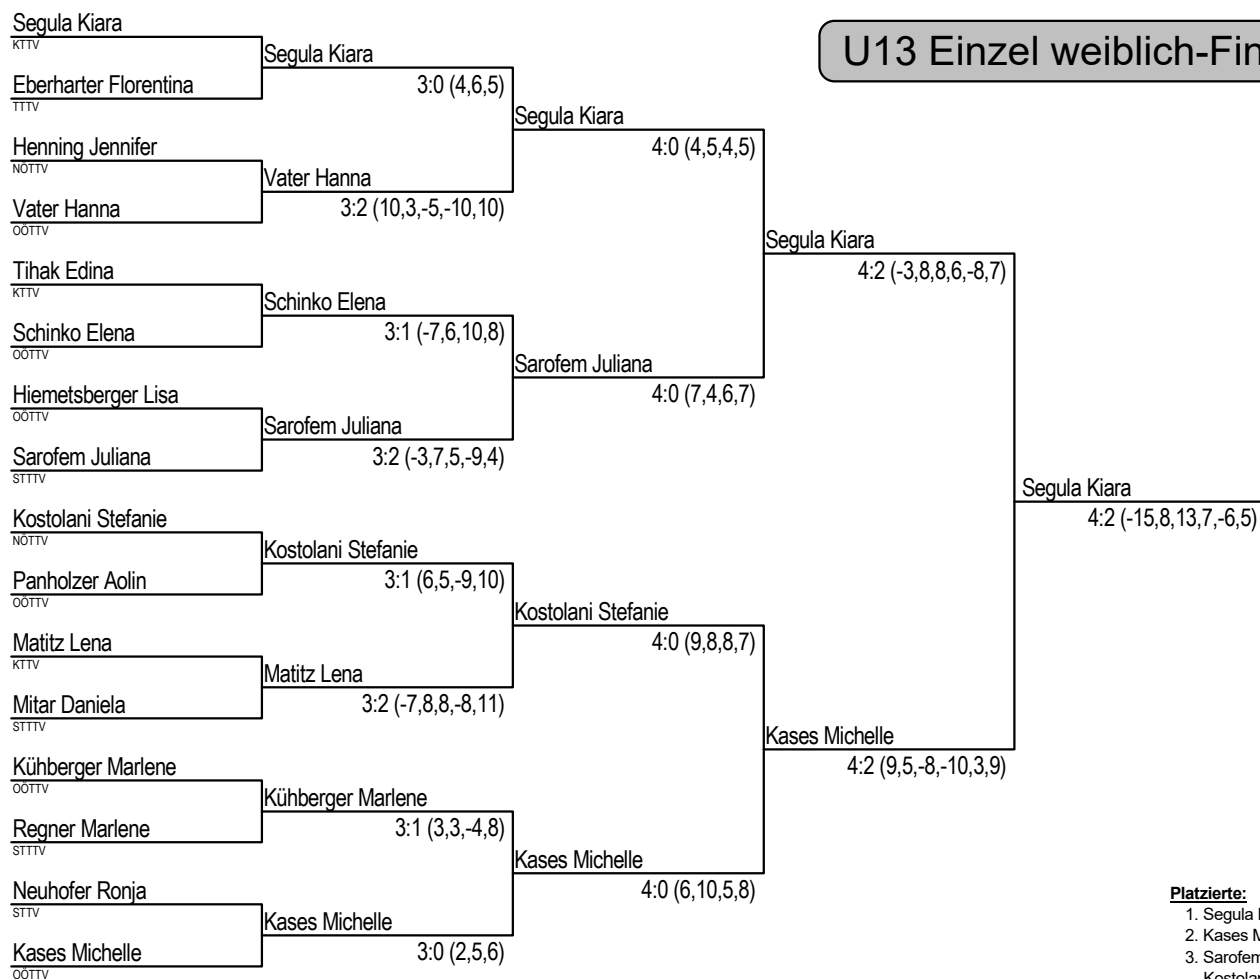 U13 Einzel weiblich-Fin
Segula Kiara
KTTV
Eberharter Florentina
TTTV
Henning Jennifer
NÖTTV
Vater Hanna
OÖTTV
Tihak Edina
KTTV
Schinko Elena
OÖTTV
Hiemetsberger Lisa
OÖTTV
Sarofem Juliana
STTTV
Kostolani Stefanie
NÖTTV
Panholzer Aolin
OÖTTV
Matitz Lena
KTTV
Mitar Daniela
STTTV
Kühberger Marlene
OÖTTV
Regner Marlene
STTTV
Neuhofer Ronja
STTV
Kases Michelle
OÖTTV
Segula Kiara
3:0 (4,6,5)
Vater Hanna
3:2 (10,3,-5,-10,10)
Schinko Elena
3:1 (-7,6,10,8)
Sarofem Juliana
3:2 (-3,7,5,-9,4)
Kostolani Stefanie
3:1 (6,5,-9,10)
Matitz Lena
3:2 (-7,8,8,-8,11)
Kühberger Marlene
3:1 (3,3,-4,8)
Kases Michelle
3:0 (2,5,6)
Segula Kiara
4:0 (4,5,4,5)
Sarofem Juliana
4:0 (7,4,6,7)
Kostolani Stefanie
4:0 (9,8,8,7)
Kases Michelle
4:0 (6,10,5,8)
Segula Kiara
4:2 (-3,8,8,6,-8,7)
Kases Michelle
4:2 (9,5,-8,-10,3,9)
Segula Kiara
4:2 (-15,8,13,7,-6,5)
Platzierte:
1. Segula
2. Kases M
3. Sarofem
Kostolan